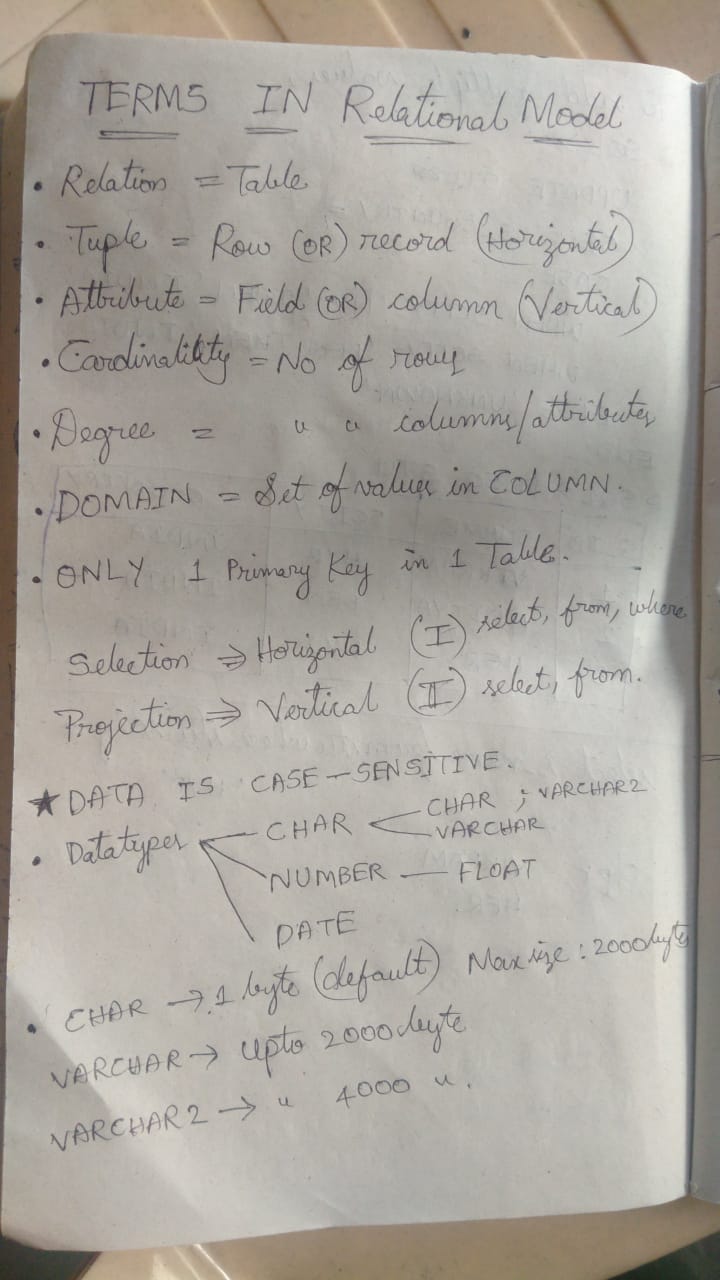 TERMS IN Relational Model
• Relation = Table
• Tuple = Row (OR) record (Horizontal)
• Attribute = Field (OR) column (Vertical)
• Cardinality = No of rows
• Degree = " " columns/attributes
• DOMAIN = Set of values in COLUMN.
• ONLY 1 Primary Key in 1 Table.
Selection ⇒ Horizontal (I) select, from, where
Projection ⇒ Vertical (II) select, from.
★ DATA IS CASE-SENSITIVE.
• Datatypes — CHAR < CHAR ; VARCHAR2
VARCHAR
NUMBER — FLOAT
DATE
• CHAR → 1 byte (default) Max size : 2000 byte
VARCHAR → upto 2000 byte
VARCHAR2 → " 4000 ".